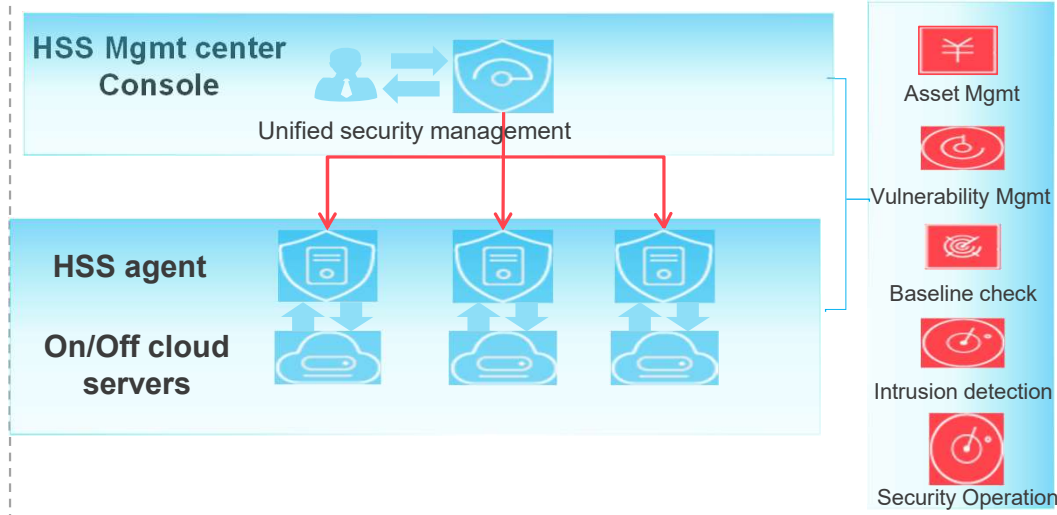 HSS Mgmt center
Console
Unified security management
HSS agent
On/Off cloud
servers
Asset Mgmt
Vulnerability Mgmt
Baseline check
Intrusion detection
Security Operation